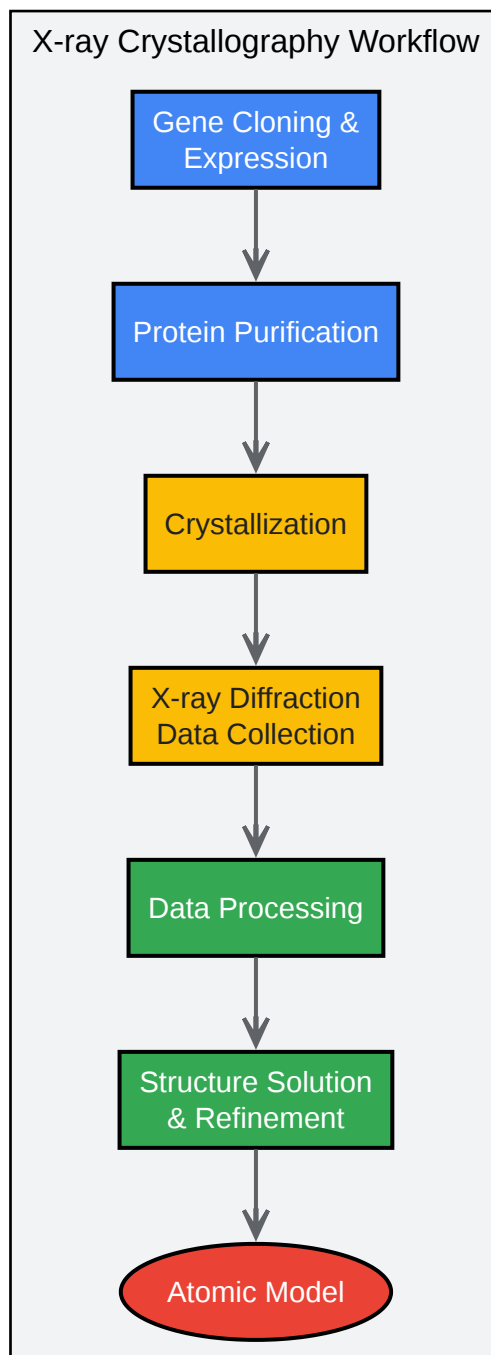 X-ray Crystallography Workflow
Gene Cloning &
Expression
Protein Purification
Crystallization
X-ray Diffraction
Data Collection
Data Processing
Structure Solution
& Refinement
Atomic Model